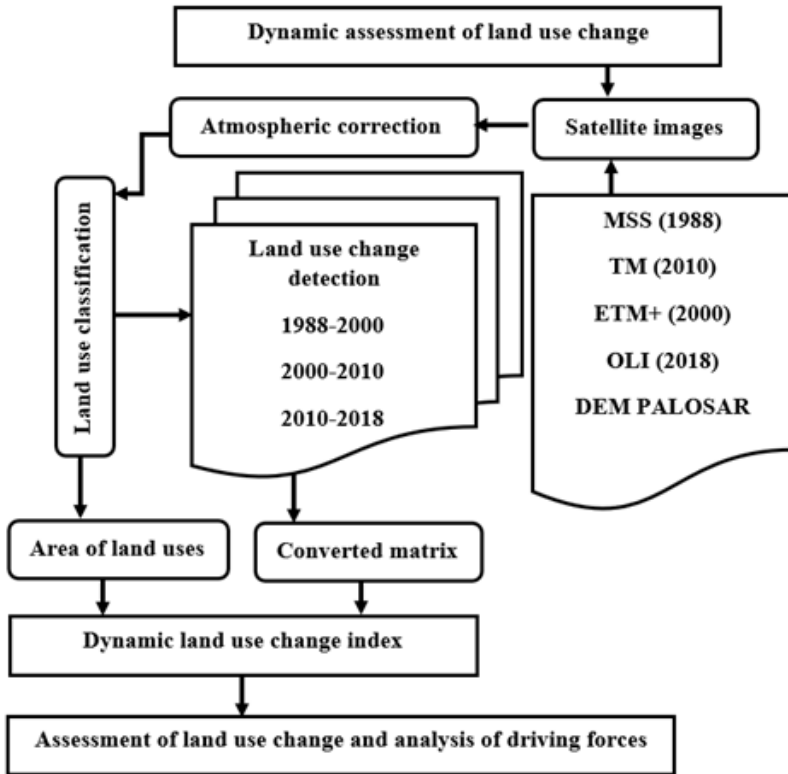 Dynamic assessment of land use change
Atmospheric correction
Satellite images
Land use classification
Land use change
detection
1988-2000
2000-2010
2010-2018
MSS (1988)
TM (2010)
ETM+ (2000)
OLI (2018)
DEM PALOSAR
Area of land uses
Converted matrix
Dynamic land use change index
Assessment of land use change and analysis of driving forces